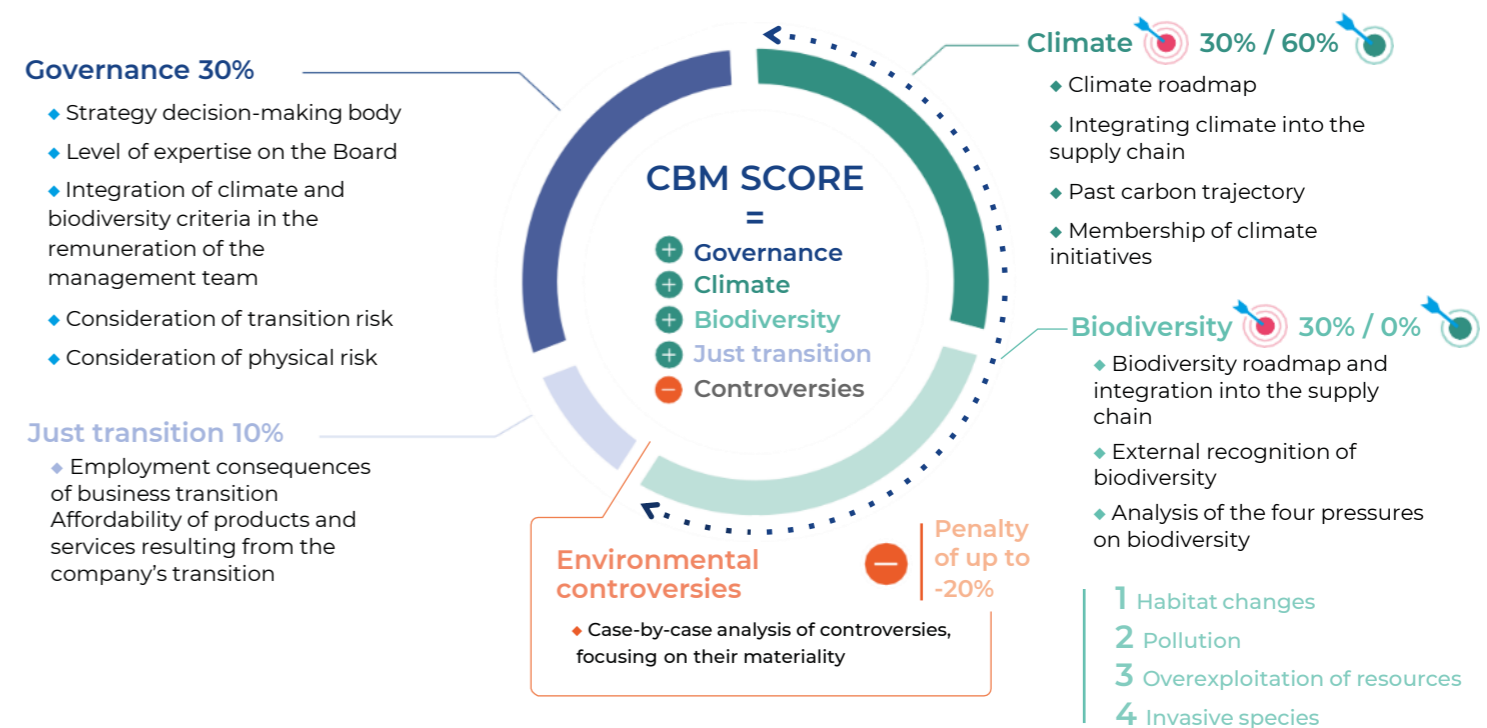 Governance 30%
◆ Strategy decision-making body
◆ Level of expertise on the Board
◆ Integration of climate and
biodiversity criteria in the
remuneration of the
management team
◆ Consideration of transition risk
◆ Consideration of physical risk
Just transition 10%
◆ Employment consequences
of business transition
Affordability of products and
services resulting from the
company's transition
CBM SCORE
=
+ Governance
+ Climate
+ Biodiversity
+ Just transition
− Controversies
Environmental
controversies
◆ Case-by-case analysis of controversies,
focusing on their materiality
−
Penalty
of up to
-20%
Climate 30% / 60%
◆ Climate roadmap
◆ Integrating climate into the
supply chain
◆ Past carbon trajectory
◆ Membership of climate
initiatives
Biodiversity 30% / 0%
◆ Biodiversity roadmap and
integration into the supply
chain
◆ External recognition of
biodiversity
◆ Analysis of the four pressures
on biodiversity
1 Habitat changes
2 Pollution
3 Overexploitation of resources
4 Invasive species